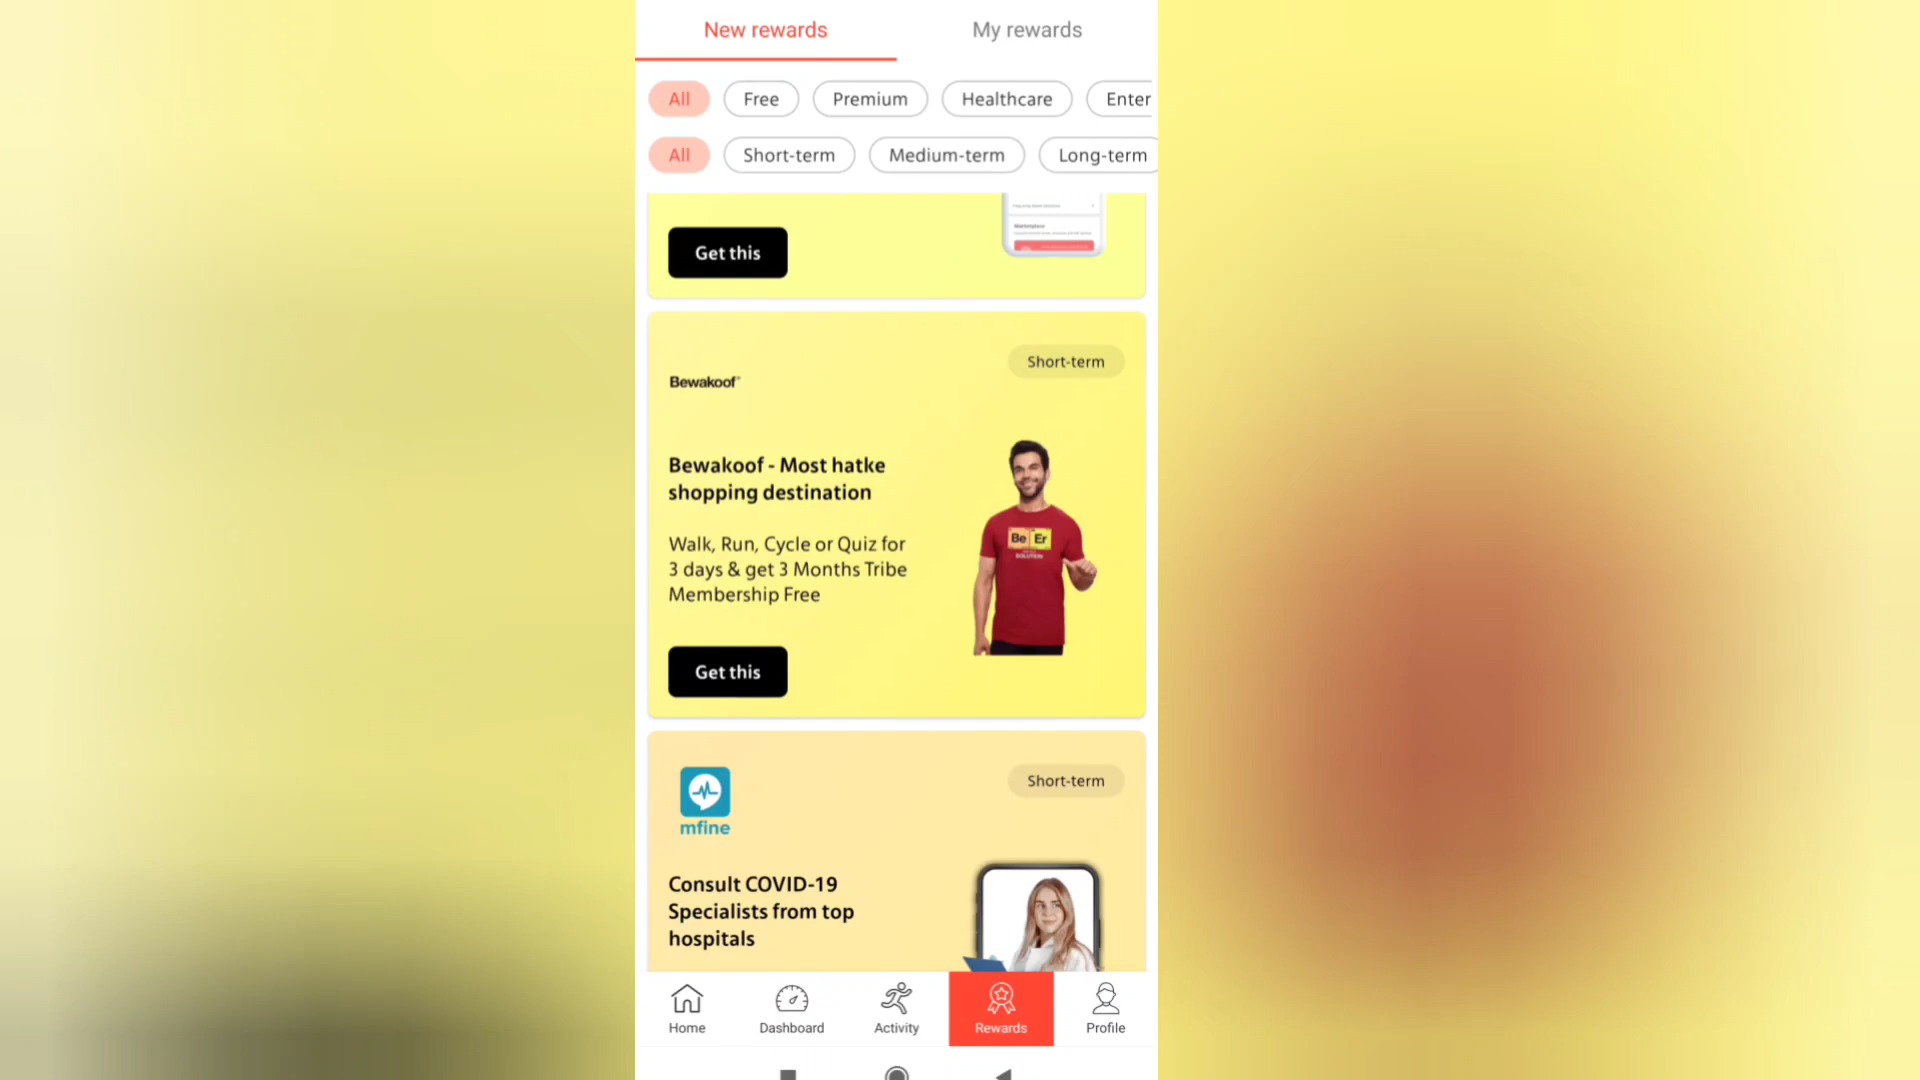 New rewards
My rewards
All
Free
Premium
Healthcare
Enter
All
Short-term
Medium-term
Long-term
Marketplace
Get this
Short-term
Bewakoof
Bewakoof - Most hatke
shopping destination
Walk, Run, Cycle or Quiz for
3 days & get 3 Months Tribe
Membership Free
Be Er
SOLUTION
Get this
Short-term
mfine
Consult COVID-19
Specialists from top
hospitals
Home
Dashboard
Activity
Rewards
Profile